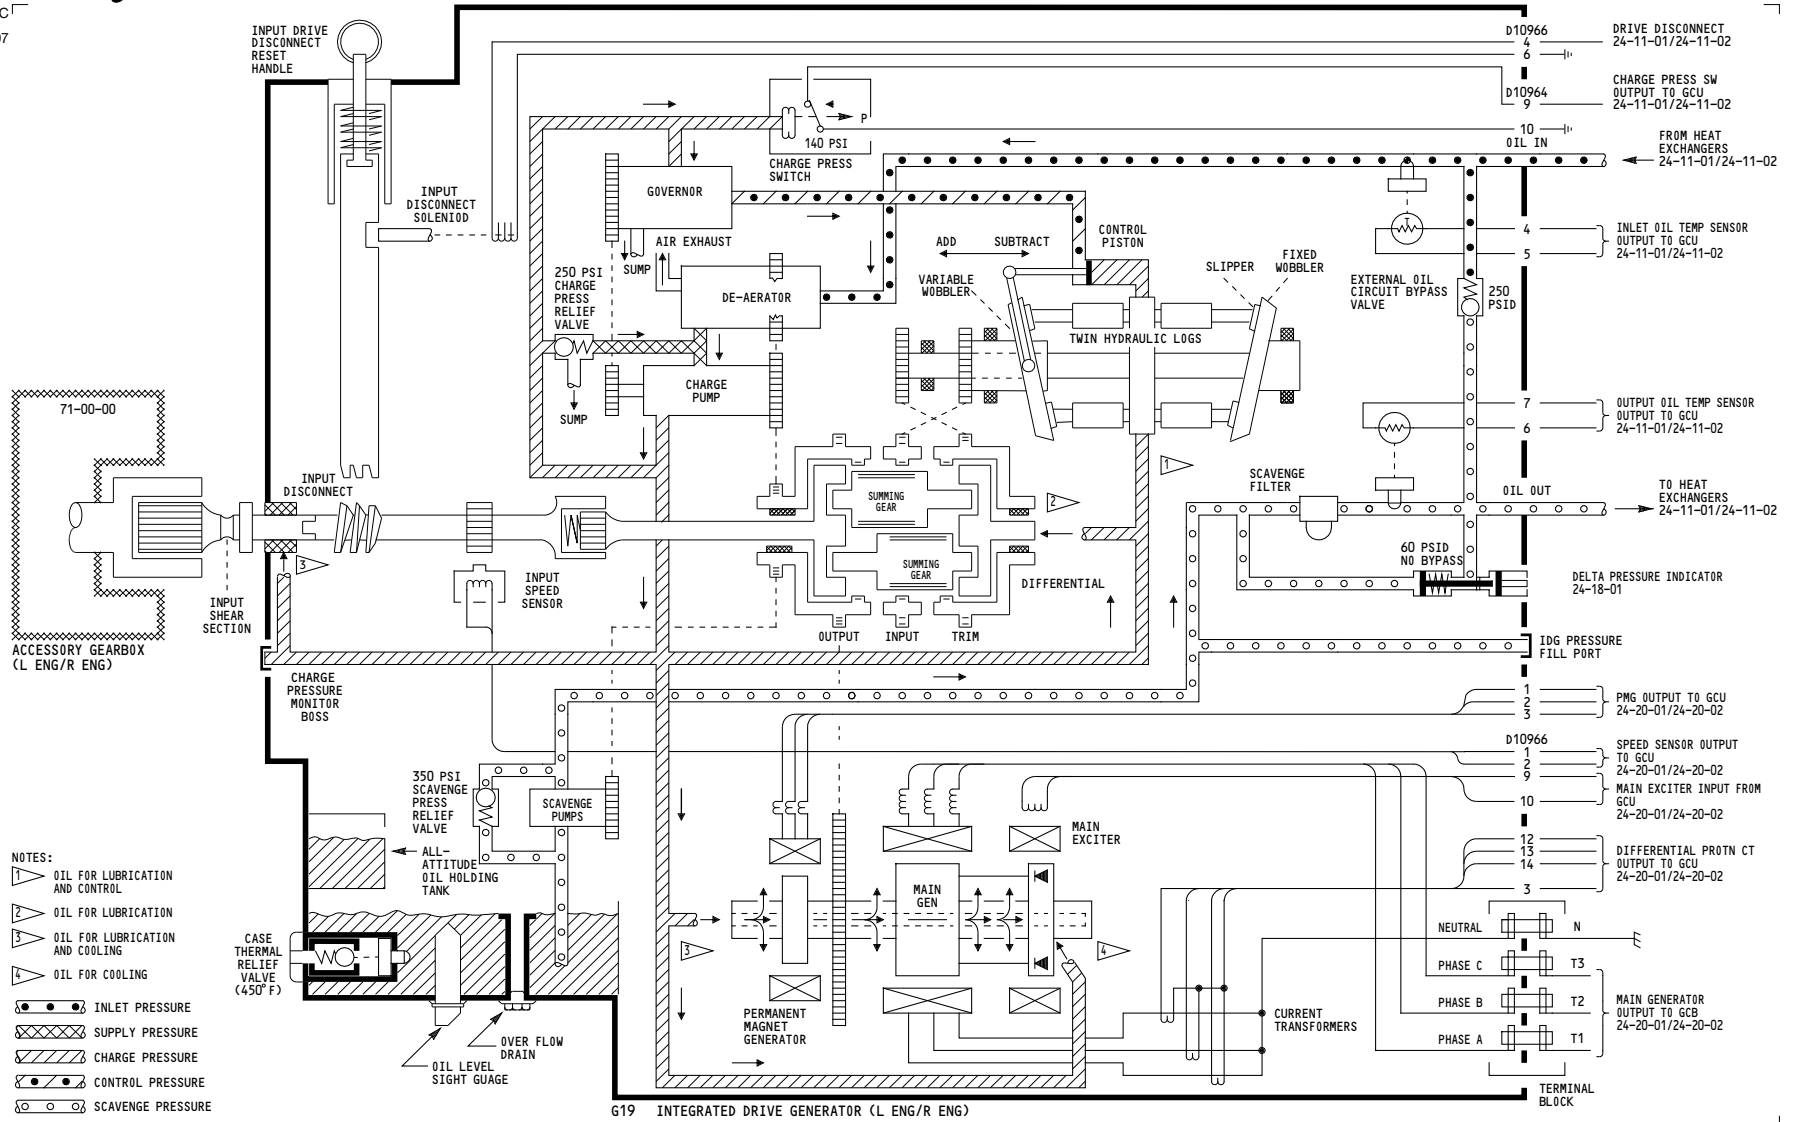 C
97
INPUT DRIVE
DISCONNECT
RESET
HANDLE
D10966
4
6
DRIVE DISCONNECT
24-11-01/24-11-02
D10964
9
10
CHARGE PRESS SW
OUTPUT TO GCU
24-11-01/24-11-02
P
140 PSI
CHARGE PRESS
SWITCH
OIL IN
FROM HEAT
EXCHANGERS
24-11-01/24-11-02
INPUT
DISCONNECT
SOLENIOD
GOVERNOR
AIR EXHAUST
SUMP
250 PSI
CHARGE
PRESS
RELIEF
VALVE
DE-AERATOR
ADD
SUBTRACT
CONTROL
PISTON
VARIABLE
WOBBLER
SLIPPER
FIXED
WOBBLER
T
4
5
INLET OIL TEMP SENSOR
OUTPUT TO GCU
24-11-01/24-11-02
EXTERNAL OIL
CIRCUIT BYPASS
VALVE
250
PSID
TWIN HYDRAULIC LOGS
CHARGE
PUMP
SUMP
7
6
OUTPUT OIL TEMP SENSOR
OUTPUT TO GCU
24-11-01/24-11-02
71-00-00
INPUT
DISCONNECT
1
2
SUMMING
GEAR
SUMMING
GEAR
SCAVENGE
FILTER
OIL OUT
TO HEAT
EXCHANGERS
24-11-01/24-11-02
3
60 PSID
NO BYPASS
INPUT
SPEED
SENSOR
DIFFERENTIAL
DELTA PRESSURE INDICATOR
24-18-01
INPUT
SHEAR
SECTION
OUTPUT
INPUT
TRIM
ACCESSORY GEARBOX
(L ENG/R ENG)
IDG PRESSURE
FILL PORT
CHARGE
PRESSURE
MONITOR
BOSS
1
2
3
PMG OUTPUT TO GCU
24-20-01/24-20-02
D10966
1
2
SPEED SENSOR OUTPUT
TO GCU
24-20-01/24-20-02
9
10
MAIN EXCITER INPUT FROM
GCU
24-20-01/24-20-02
350 PSI
SCAVENGE
PRESS
RELIEF
VALVE
SCAVENGE
PUMPS
MAIN
EXCITER
12
13
14
3
DIFFERENTIAL PROTN CT
OUTPUT TO GCU
24-20-01/24-20-02
ALL-
ATTITUDE
OIL HOLDING
TANK
NOTES:
1 OIL FOR LUBRICATION
AND CONTROL
2 OIL FOR LUBRICATION
3 OIL FOR LUBRICATION
AND COOLING
4 OIL FOR COOLING
INLET PRESSURE
SUPPLY PRESSURE
CHARGE PRESSURE
CONTROL PRESSURE
SCAVENGE PRESSURE
CASE
THERMAL
RELIEF
VALVE
(450°F)
MAIN
GEN
3
4
NEUTRAL
N
PHASE C
T3
PHASE B
T2
PHASE A
T1
MAIN GENERATOR
OUTPUT TO GCB
24-20-01/24-20-02
PERMANENT
MAGNET
GENERATOR
CURRENT
TRANSFORMERS
OVER FLOW
DRAIN
OIL LEVEL
SIGHT GUAGE
TERMINAL
BLOCK
G19 INTEGRATED DRIVE GENERATOR (L ENG/R ENG)